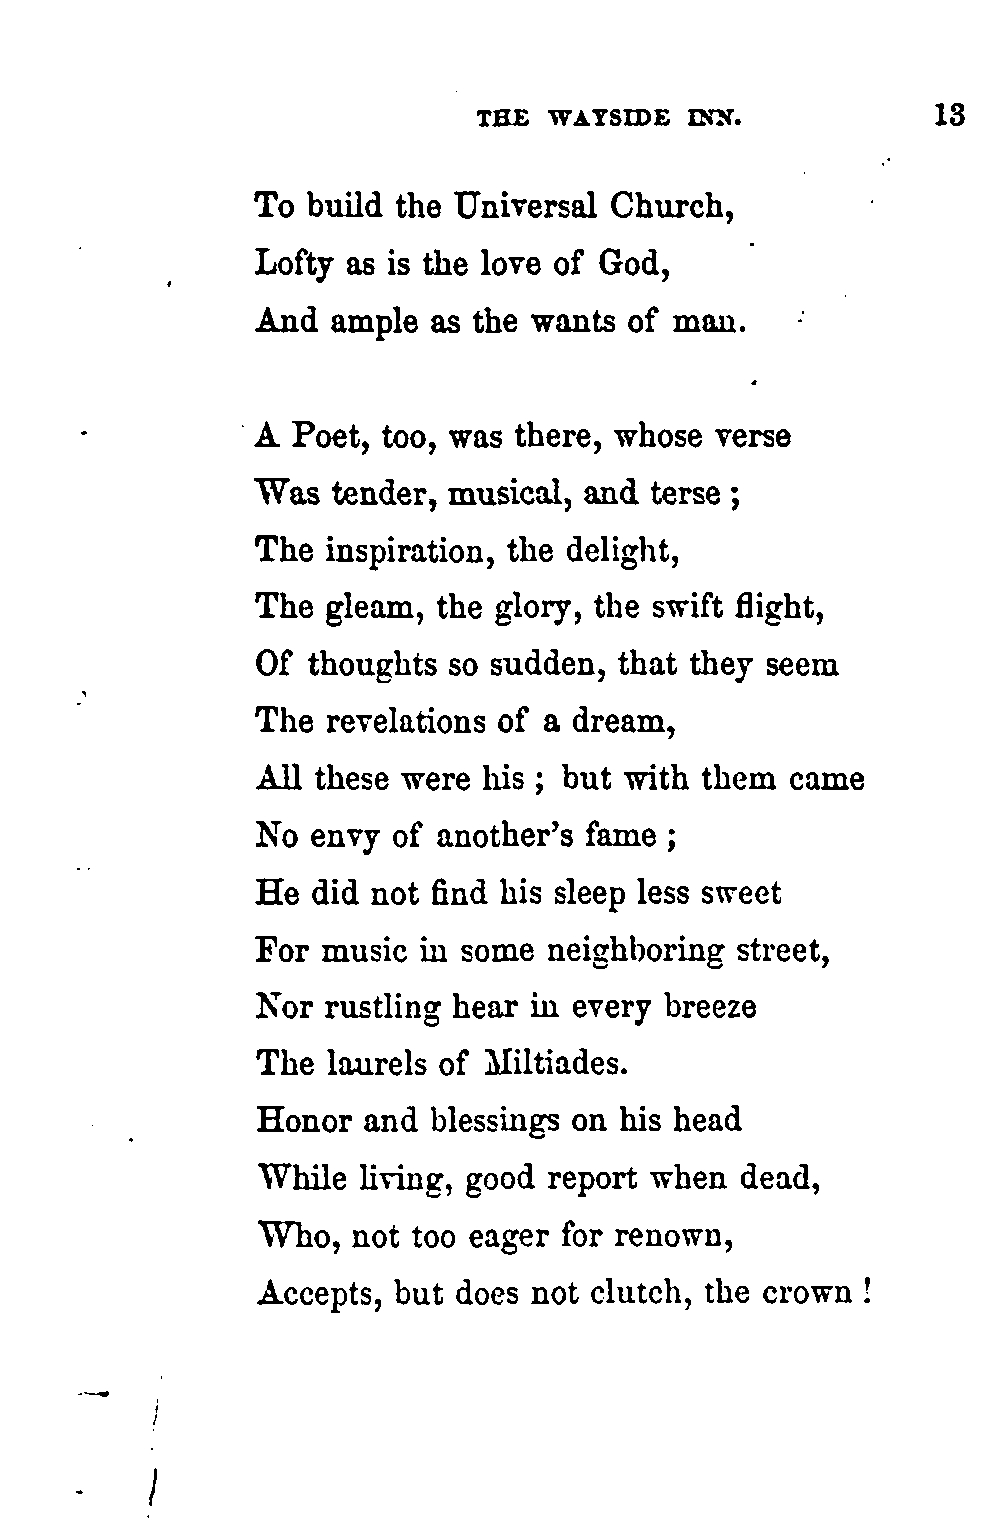 THE WAYSIDE INN. 13
To build the Universal Church,
Lofty as is the love of God,
And ample as the wants of man.
A Poet, too, was there, whose verse
Was tender, musical, and terse ;
The inspiration, the delight,
The gleam, the glory, the swift flight,
Of thoughts so sudden, that they seem
The revelations of a dream,
All these were his ; but with them came
No envy of another's fame ;
He did not find his sleep less sweet
For music in some neighboring street,
Nor rustling hear in every breeze
The laurels of Miltiades.
Honor and blessings on his head
While living, good report when dead,
Who, not too eager for renown,
Accepts, but does not clutch, the crown !